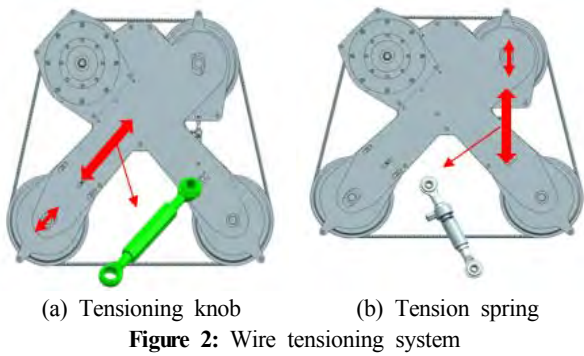 (a) Tensioning knob
(b) Tension spring
Figure 2: Wire tensioning system